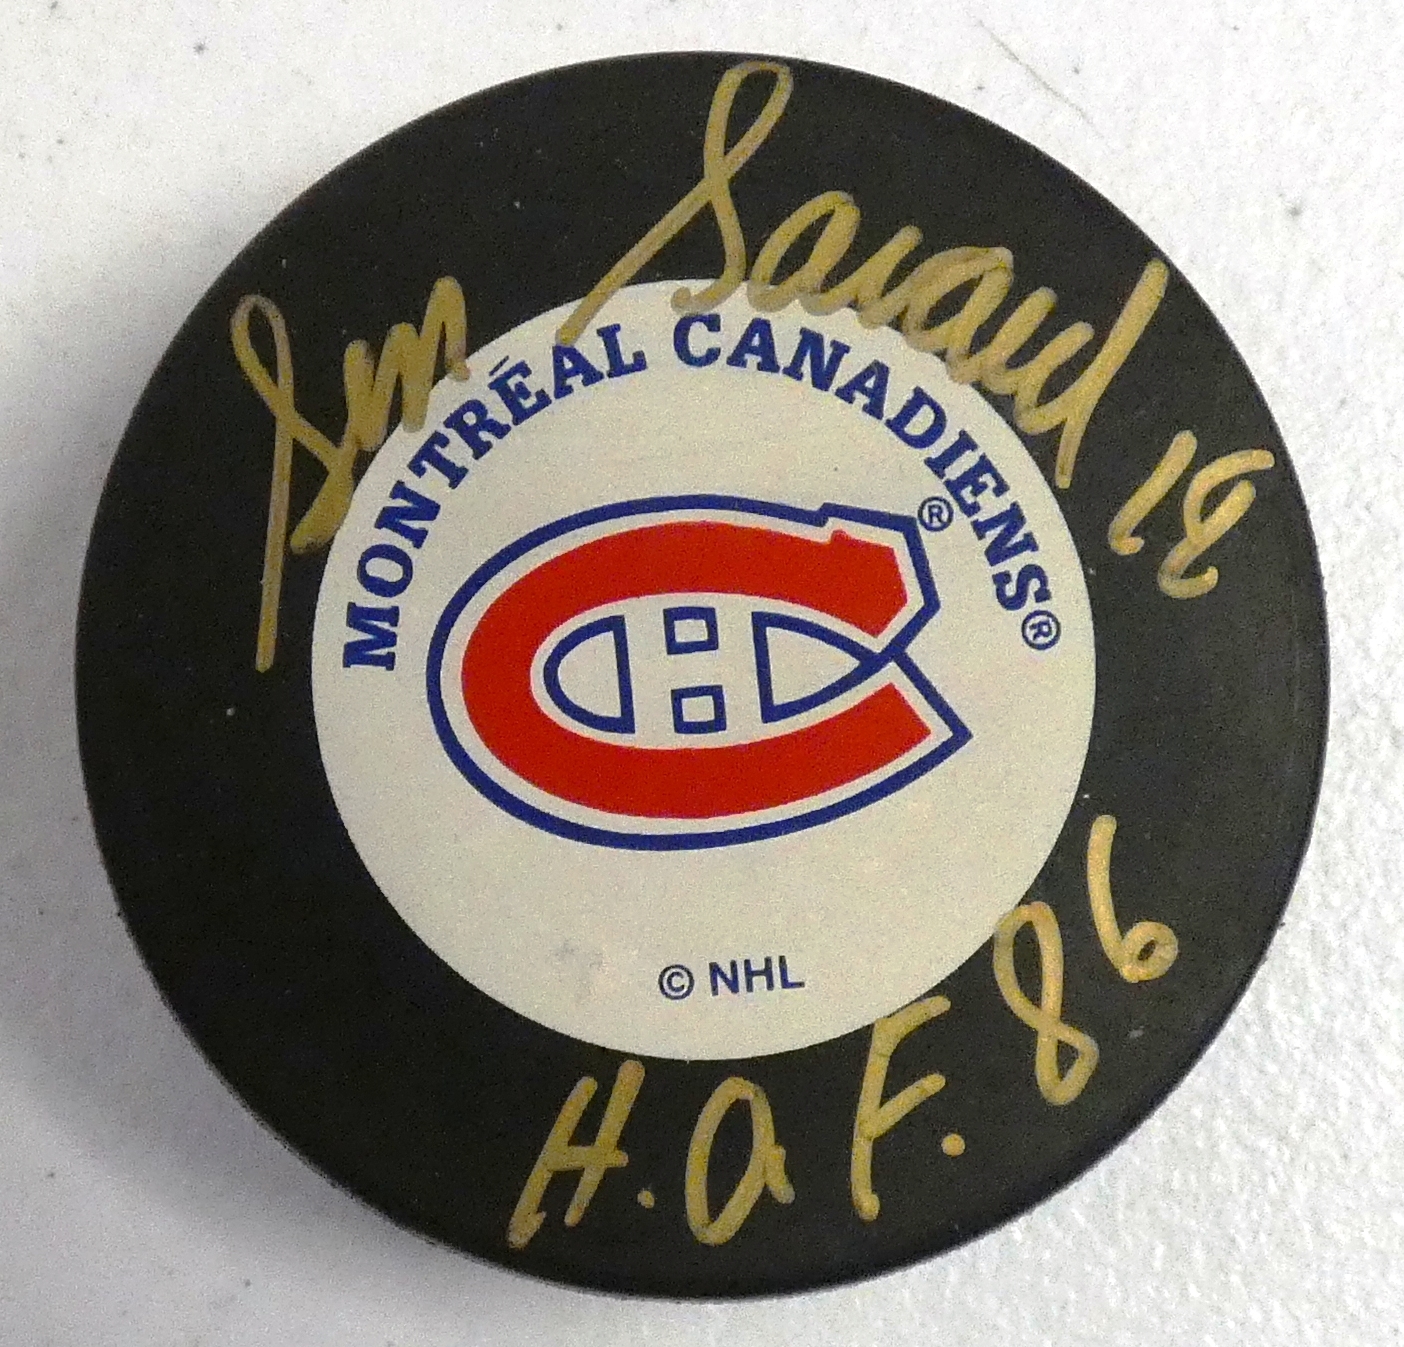 Serge Savard 18
MONTRÉAL CANADIENS®
®
© NHL
H.O.F. 86